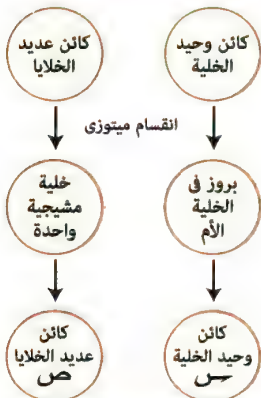 كائن وحيد
الخلية
كائن عديد
الخلايا
انقسام ميتوزى
بروز فى
الخلية
الأم
خلية
مشيجية
واحدة
كائن
وحيد الخلية
س
كائن
عديد الخلايا
ص